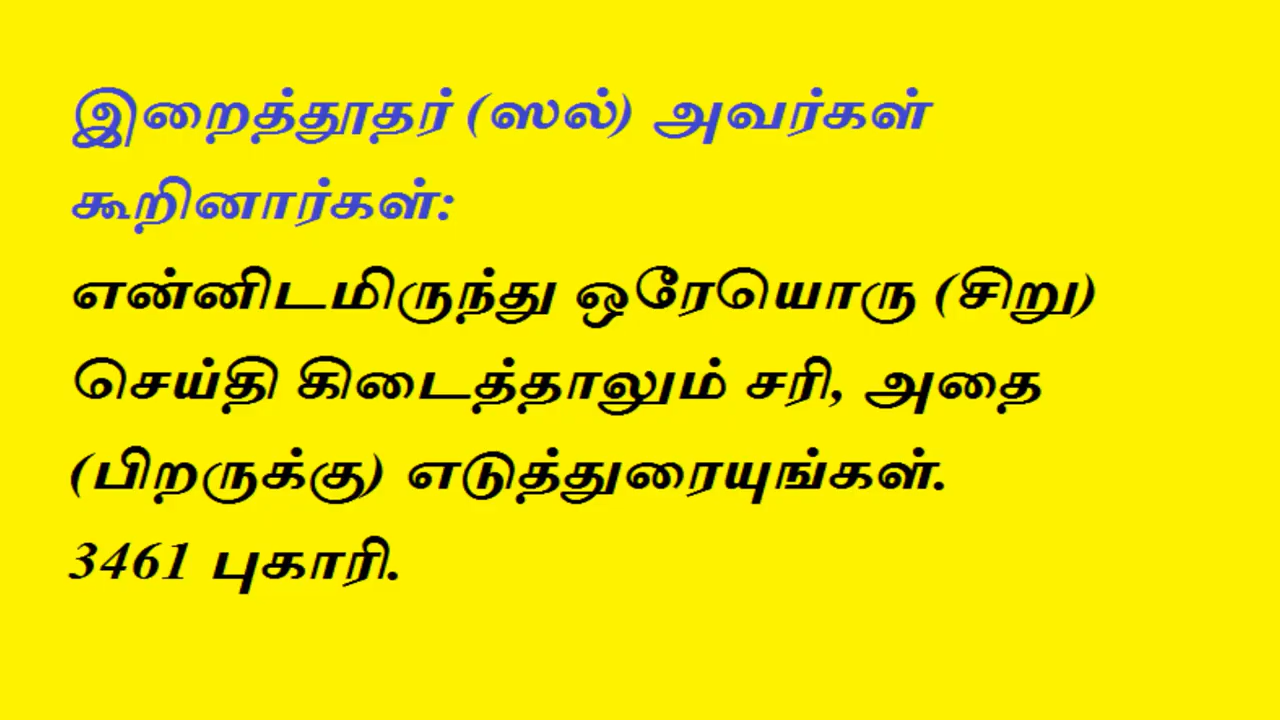 இறைத்தூதர் (ஸல்) அவர்கள்
கூறினார்கள்:
என்னிடமிருந்து ஒரேயொரு (சிறு)
செய்தி கிடைத்தாலும் சரி, அதை
(பிறருக்கு) எடுத்துரையுங்கள்.
3461 புகாரி.